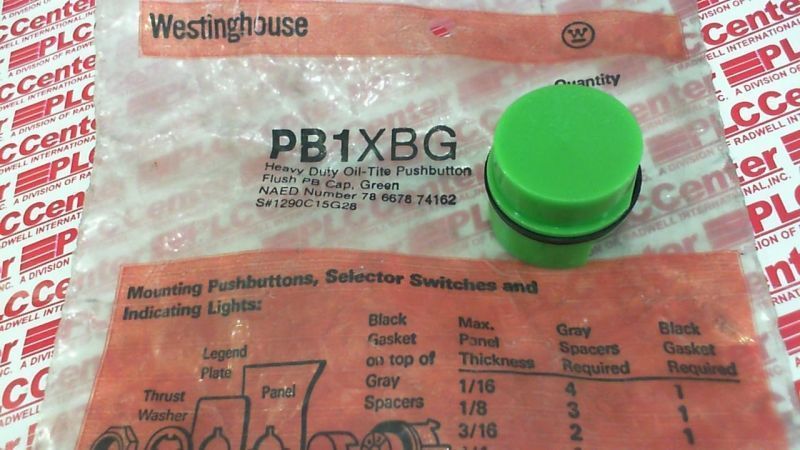 Westinghouse
W
Quantity
PB1XBG
Heavy Duty Oil-Tite Pushbutton
Flush PB Cap, Green
NAED Number 78 6678 74162
S#1290C15G28
Mounting Pushbuttons, Selector Switches and
Indicating Lights:
Legend
Plate
Panel
Thrust
Washer
Black
Gasket
on top of
Gray
Spacers
Max.
Panel
Thickness
Gray
Spacers
Required
Black
Gasket
Required
1/16 4 1
1/8 3 1
3/16 2 1
PLCCenter
A DIVISION OF RADWELL INTERNATIONAL, INC.